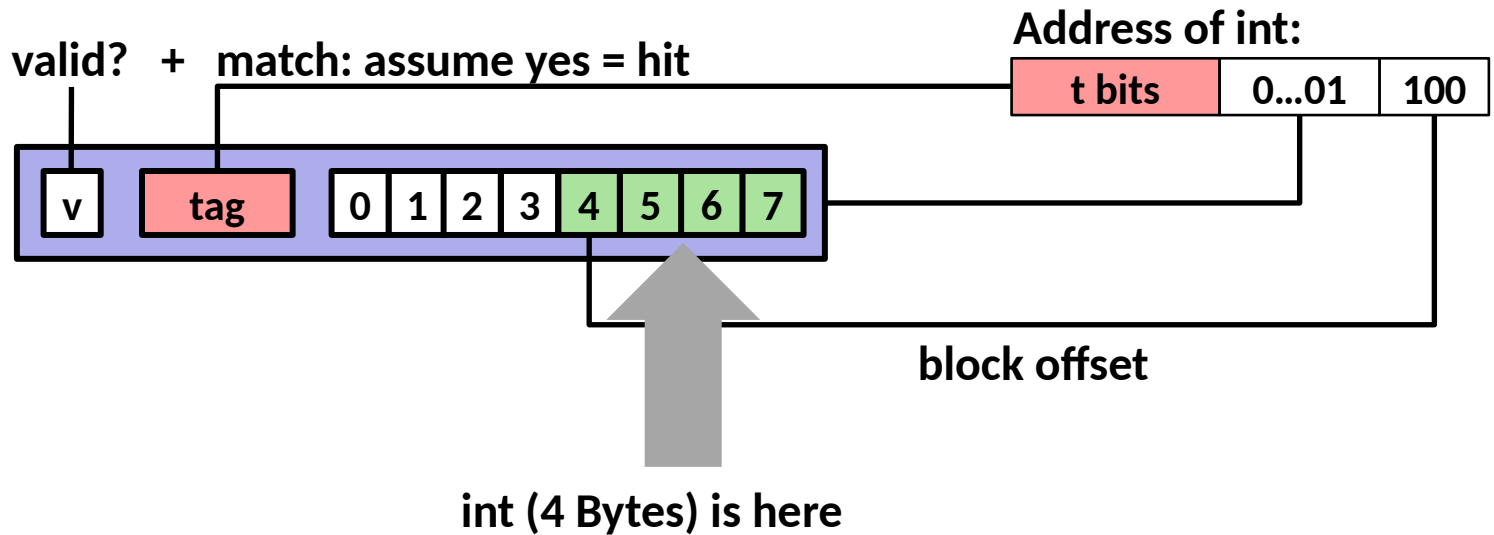 Address of int:
valid? + match: assume yes = hit
t bits 0...01 100
v tag 0 1 2 3 4 5 6 7
block offset
int (4 Bytes) is here